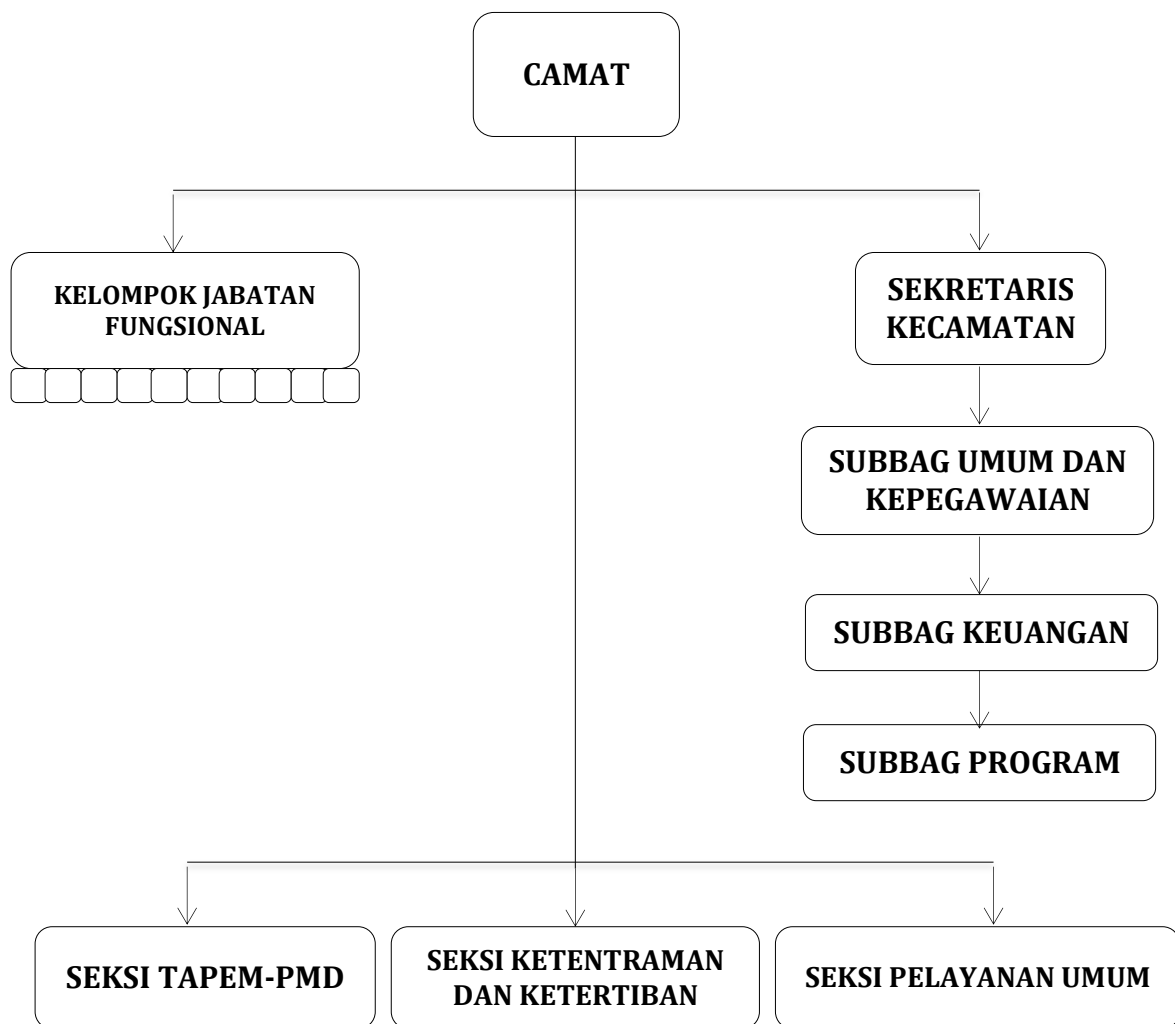 CAMAT
KELOMPOK JABATAN
FUNGSIONAL
SEKRETARIS
KECAMATAN
SUBBAG UMUM DAN
KEPEGAWAIAN
SUBBAG KEUANGAN
SUBBAG PROGRAM
SEKSI TAPEM-PMD
SEKSI KETENTRAMAN
DAN KETERTIBAN
SEKSI PELAYANAN UMUM